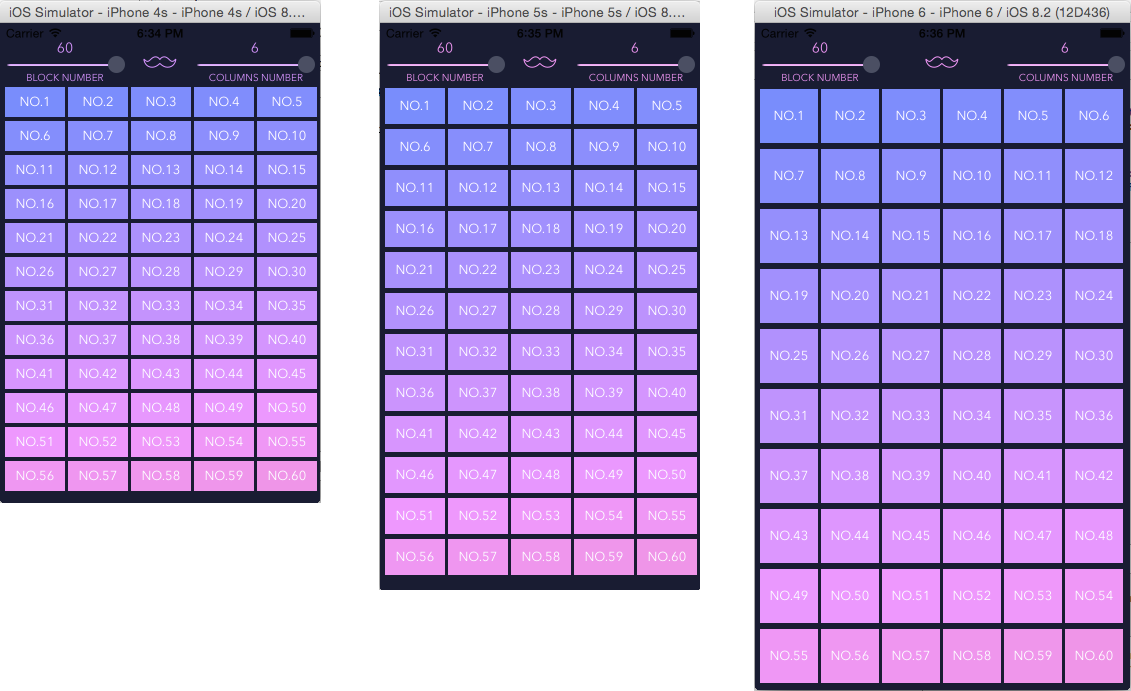 iOS Simulator - iPhone 4s - iPhone 4s / iOS 8....
Carrier 6:34 PM
60 6
BLOCK NUMBER COLUMNS NUMBER
NO.1 NO.2 NO.3 NO.4 NO.5
NO.6 NO.7 NO.8 NO.9 NO.10
NO.11 NO.12 NO.13 NO.14 NO.15
NO.16 NO.17 NO.18 NO.19 NO.20
NO.21 NO.22 NO.23 NO.24 NO.25
NO.26 NO.27 NO.28 NO.29 NO.30
NO.31 NO.32 NO.33 NO.34 NO.35
NO.36 NO.37 NO.38 NO.39 NO.40
NO.41 NO.42 NO.43 NO.44 NO.45
NO.46 NO.47 NO.48 NO.49 NO.50
NO.51 NO.52 NO.53 NO.54 NO.55
NO.56 NO.57 NO.58 NO.59 NO.60
iOS Simulator - iPhone 5s - iPhone 5s / iOS 8....
Carrier 6:35 PM
60 6
BLOCK NUMBER COLUMNS NUMBER
NO.1 NO.2 NO.3 NO.4 NO.5
NO.6 NO.7 NO.8 NO.9 NO.10
NO.11 NO.12 NO.13 NO.14 NO.15
NO.16 NO.17 NO.18 NO.19 NO.20
NO.21 NO.22 NO.23 NO.24 NO.25
NO.26 NO.27 NO.28 NO.29 NO.30
NO.31 NO.32 NO.33 NO.34 NO.35
NO.36 NO.37 NO.38 NO.39 NO.40
NO.41 NO.42 NO.43 NO.44 NO.45
NO.46 NO.47 NO.48 NO.49 NO.50
NO.51 NO.52 NO.53 NO.54 NO.55
NO.56 NO.57 NO.58 NO.59 NO.60
iOS Simulator - iPhone 6 - iPhone 6 / iOS 8.2 (12D436)
Carrier 6:36 PM
60 6
BLOCK NUMBER COLUMNS NUMBER
NO.1 NO.2 NO.3 NO.4 NO.5 NO.6
NO.7 NO.8 NO.9 NO.10 NO.11 NO.12
NO.13 NO.14 NO.15 NO.16 NO.17 NO.18
NO.19 NO.20 NO.21 NO.22 NO.23 NO.24
NO.25 NO.26 NO.27 NO.28 NO.29 NO.30
NO.31 NO.32 NO.33 NO.34 NO.35 NO.36
NO.37 NO.38 NO.39 NO.40 NO.41 NO.42
NO.43 NO.44 NO.45 NO.46 NO.47 NO.48
NO.49 NO.50 NO.51 NO.52 NO.53 NO.54
NO.55 NO.56 NO.57 NO.58 NO.59 NO.60